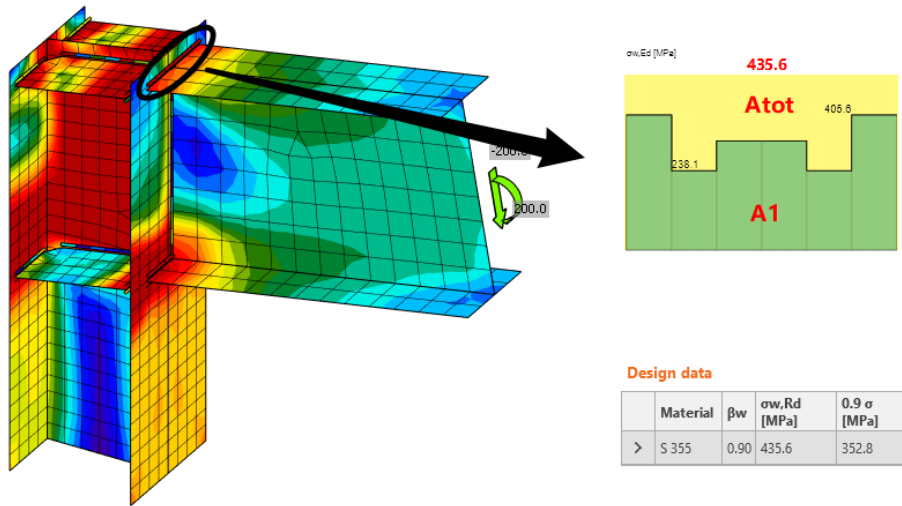 σw,Ed [MPa]
435.6
Atot
405.6
238.1
A1
-200.0
200.0
Design data
Material βw σw,Rd [MPa] 0.9 σ [MPa]
> S 355 0.90 435.6 352.8